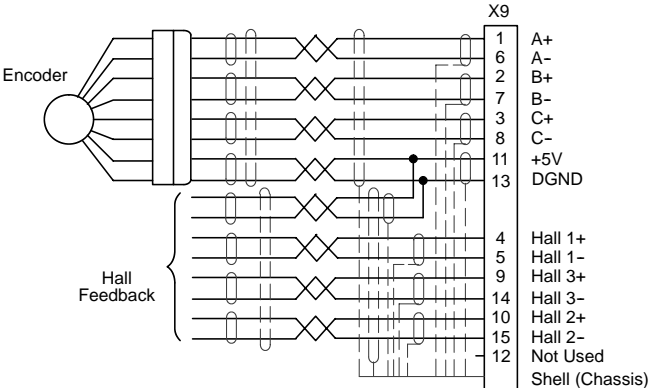 X9
1 A+
6 A-
Encoder
2 B+
7 B-
3 C+
8 C-
11 +5V
13 DGND
4 Hall 1+
5 Hall 1-
9 Hall 3+
Hall
Feedback
14 Hall 3-
10 Hall 2+
15 Hall 2-
12 Not Used
Shell (Chassis)